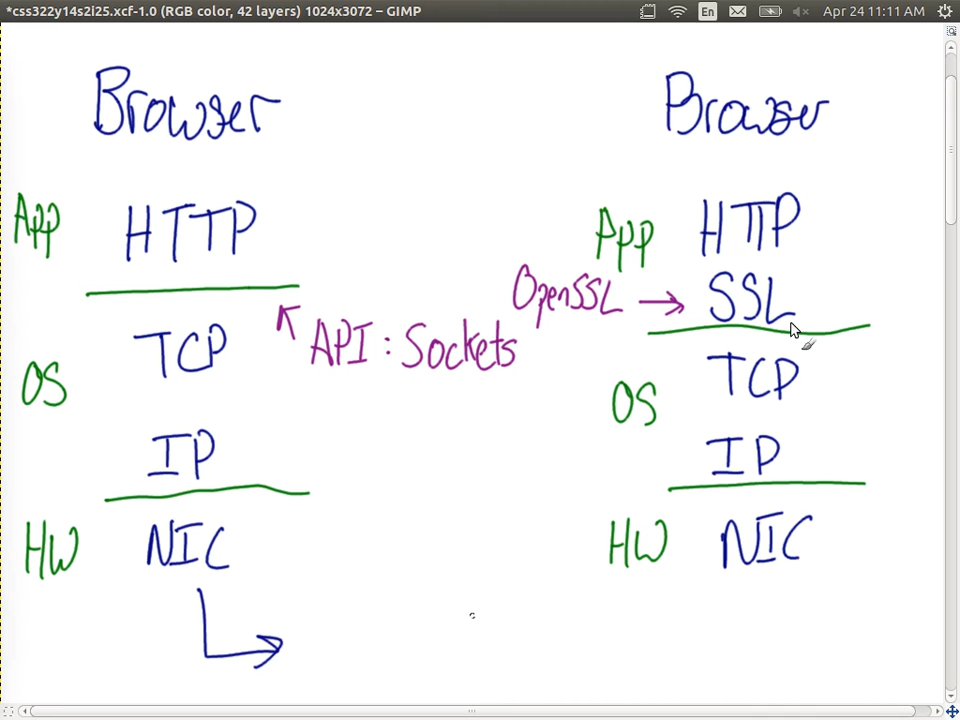 *css322y14s2i25.xcf-1.0 (RGB color, 42 layers) 1024x3072 – GIMP
En
Apr 24 11:11 AM
Browser
App
HTTP
API : Sockets
TCP
OS
IP
HW
NIC
Browser
App
HTTP
OpenSSL → SSL
TCP
OS
IP
HW
NIC